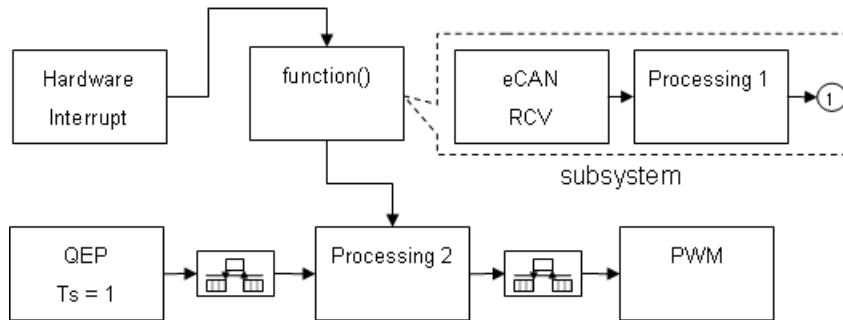 Hardware
Interrupt
function()
eCAN
RCV
Processing 1
1
subsystem
QEP
Ts = 1
Processing 2
PWM